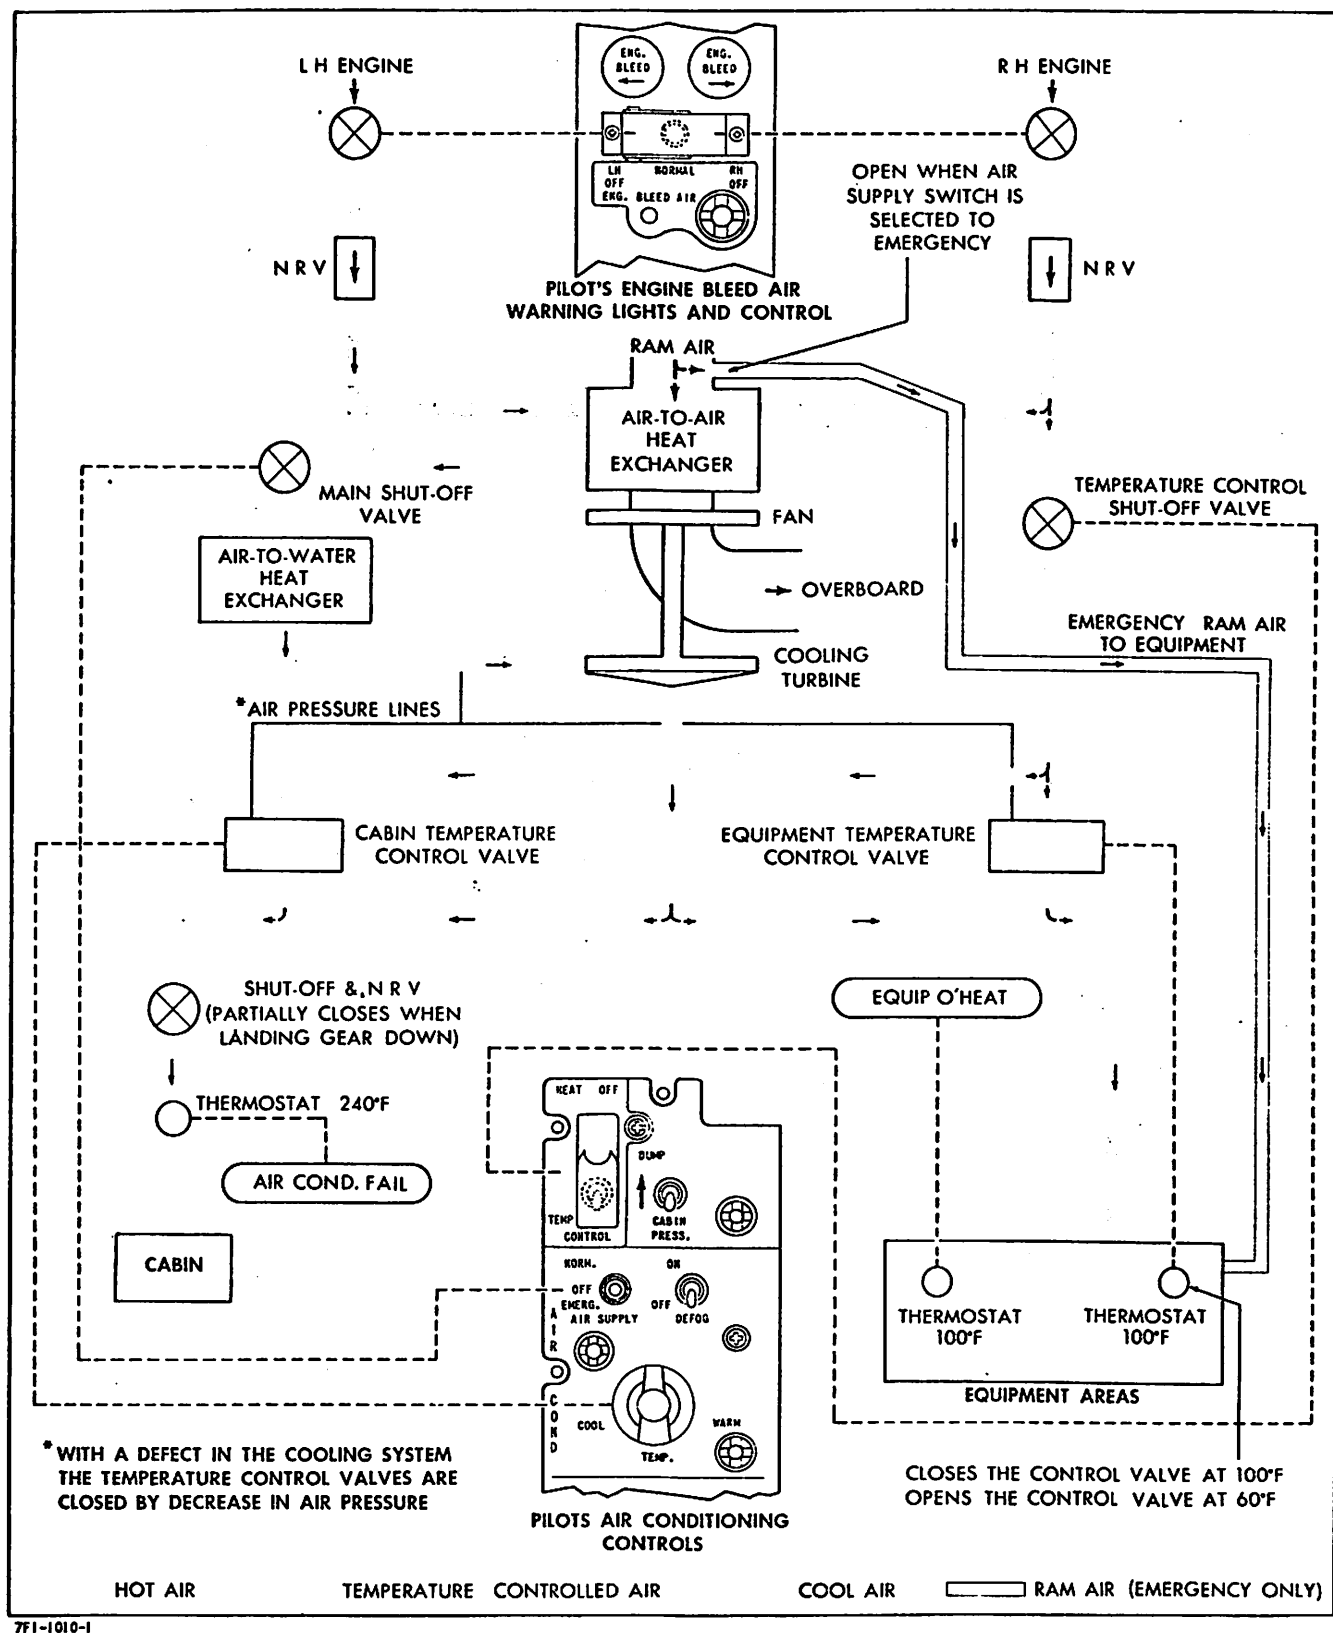 L H ENGINE
ENG.
BLEED
ENG.
BLEED
R H ENGINE
LH
OFF
NORMAL
RH
OFF
ENG. BLEED AIR
OPEN WHEN AIR
SUPPLY SWITCH IS
SELECTED TO
EMERGENCY
N R V
N R V
PILOT'S ENGINE BLEED AIR
WARNING LIGHTS AND CONTROL
RAM AIR
AIR-TO-AIR
HEAT
EXCHANGER
MAIN SHUT-OFF
VALVE
TEMPERATURE CONTROL
SHUT-OFF VALVE
FAN
AIR-TO-WATER
HEAT
EXCHANGER
OVERBOARD
EMERGENCY RAM AIR
TO EQUIPMENT
COOLING
TURBINE
*AIR PRESSURE LINES
CABIN TEMPERATURE
CONTROL VALVE
EQUIPMENT TEMPERATURE
CONTROL VALVE
SHUT-OFF & N R V
(PARTIALLY CLOSES WHEN
LANDING GEAR DOWN)
EQUIP O'HEAT
THERMOSTAT 240°F
AIR COND. FAIL
CABIN
HEAT OFF
DUMP
TEMP
CONTROL
CABIN
PRESS.
NORM.
OFF
EMERG.
AIR SUPPLY
ON
OFF
DEFOG
AIR COND
COOL
WARM
TEMP.
THERMOSTAT
100°F
THERMOSTAT
100°F
EQUIPMENT AREAS
*WITH A DEFECT IN THE COOLING SYSTEM
THE TEMPERATURE CONTROL VALVES ARE
CLOSED BY DECREASE IN AIR PRESSURE
CLOSES THE CONTROL VALVE AT 100°F
OPENS THE CONTROL VALVE AT 60°F
PILOTS AIR CONDITIONING
CONTROLS
HOT AIR
TEMPERATURE CONTROLLED AIR
COOL AIR
RAM AIR (EMERGENCY ONLY)
7F1-1010-1